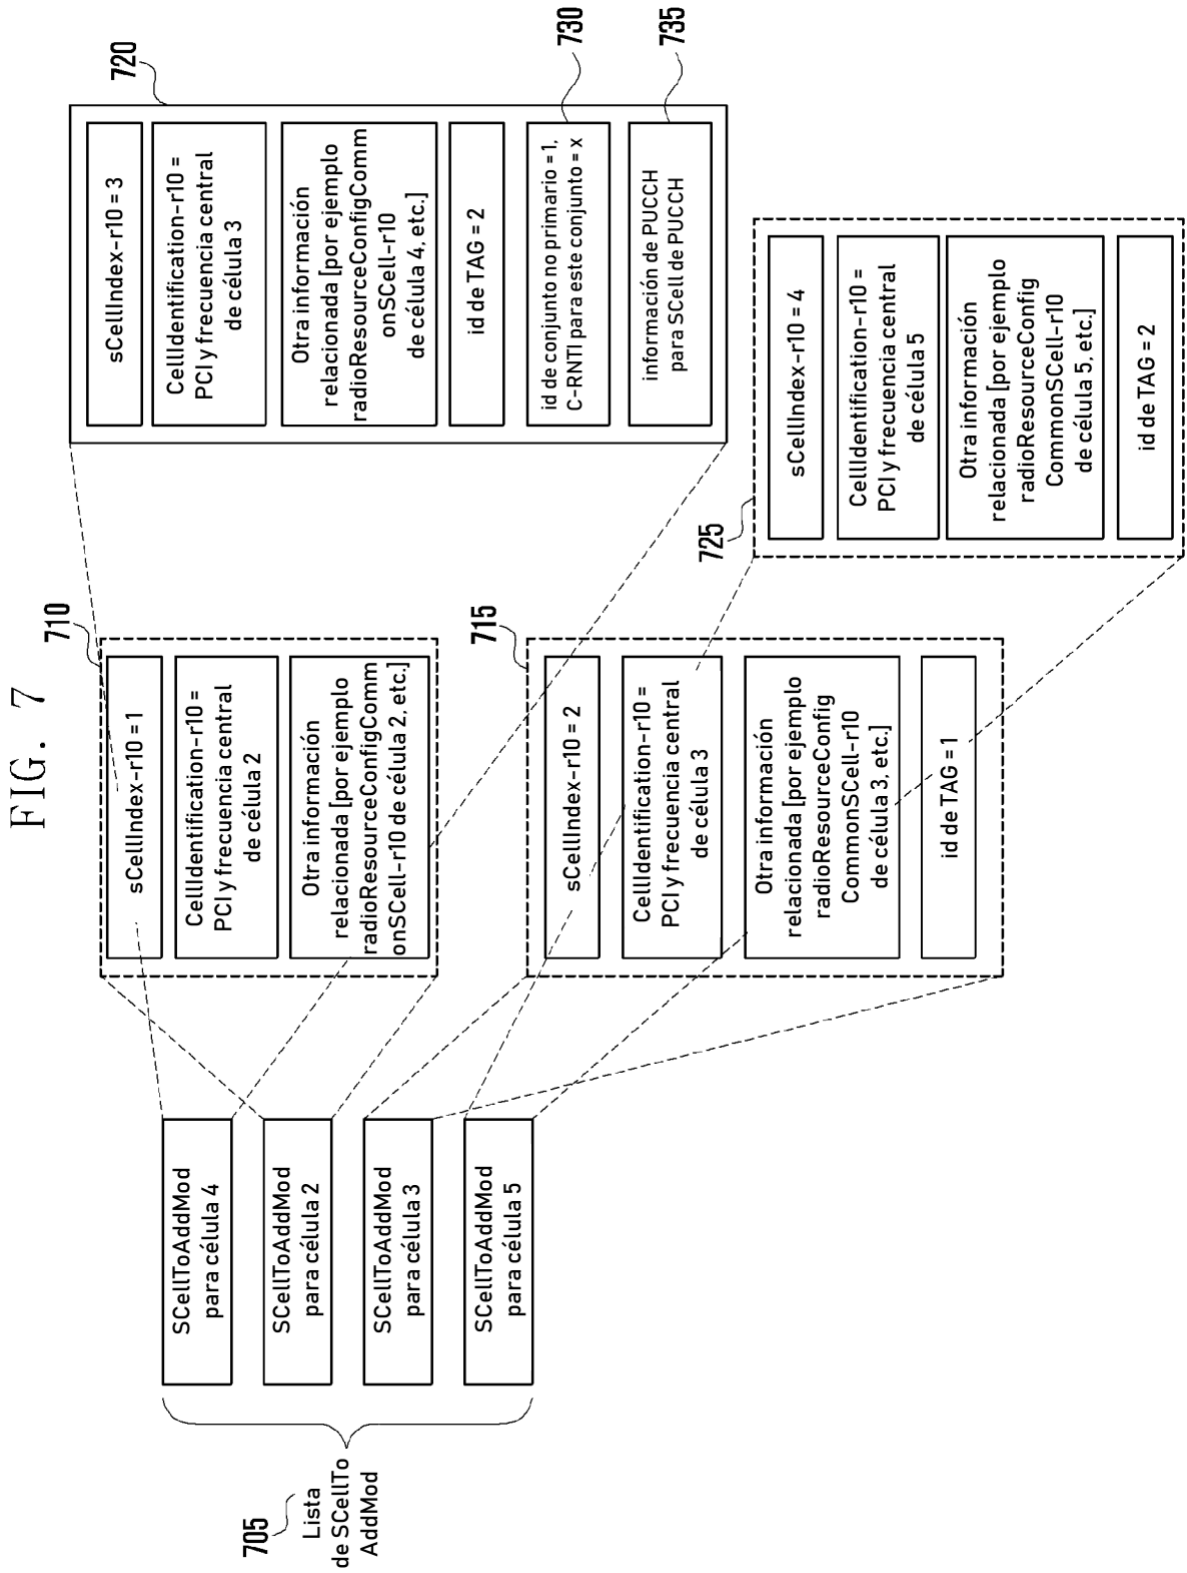 FIG. 7
705
Lista
de SCellTo
AddMod
SCellToAddMod
para célula 4
SCellToAddMod
para célula 2
SCellToAddMod
para célula 3
SCellToAddMod
para célula 5
710
sCellIndex-r10 = 1
CellIdentification-r10 =
PCI y frecuencia central
de célula 2
Otra información
relacionada [por ejemplo
radioResourceConfigComm
onSCell-r10 de célula 2, etc.]
715
sCellIndex-r10 = 2
CellIdentification-r10 =
PCI y frecuencia central
de célula 3
Otra información
relacionada [por ejemplo
radioResourceConfig
CommonSCell-r10
de célula 3, etc.]
id de TAG = 1
720
sCellIndex-r10 = 3
CellIdentification-r10 =
PCI y frecuencia central
de célula 3
Otra información
relacionada [por ejemplo
radioResourceConfigComm
onSCell-r10
de célula 4, etc.]
id de TAG = 2
730
id de conjunto no primario = 1,
C-RNTI para este conjunto = x
735
información de PUCCH
para SCell de PUCCH
725
sCellIndex-r10 = 4
CellIdentification-r10 =
PCI y frecuencia central
de célula 5
Otra información
relacionada [por ejemplo
radioResourceConfig
CommonSCell-r10
de célula 5, etc.]
id de TAG = 2